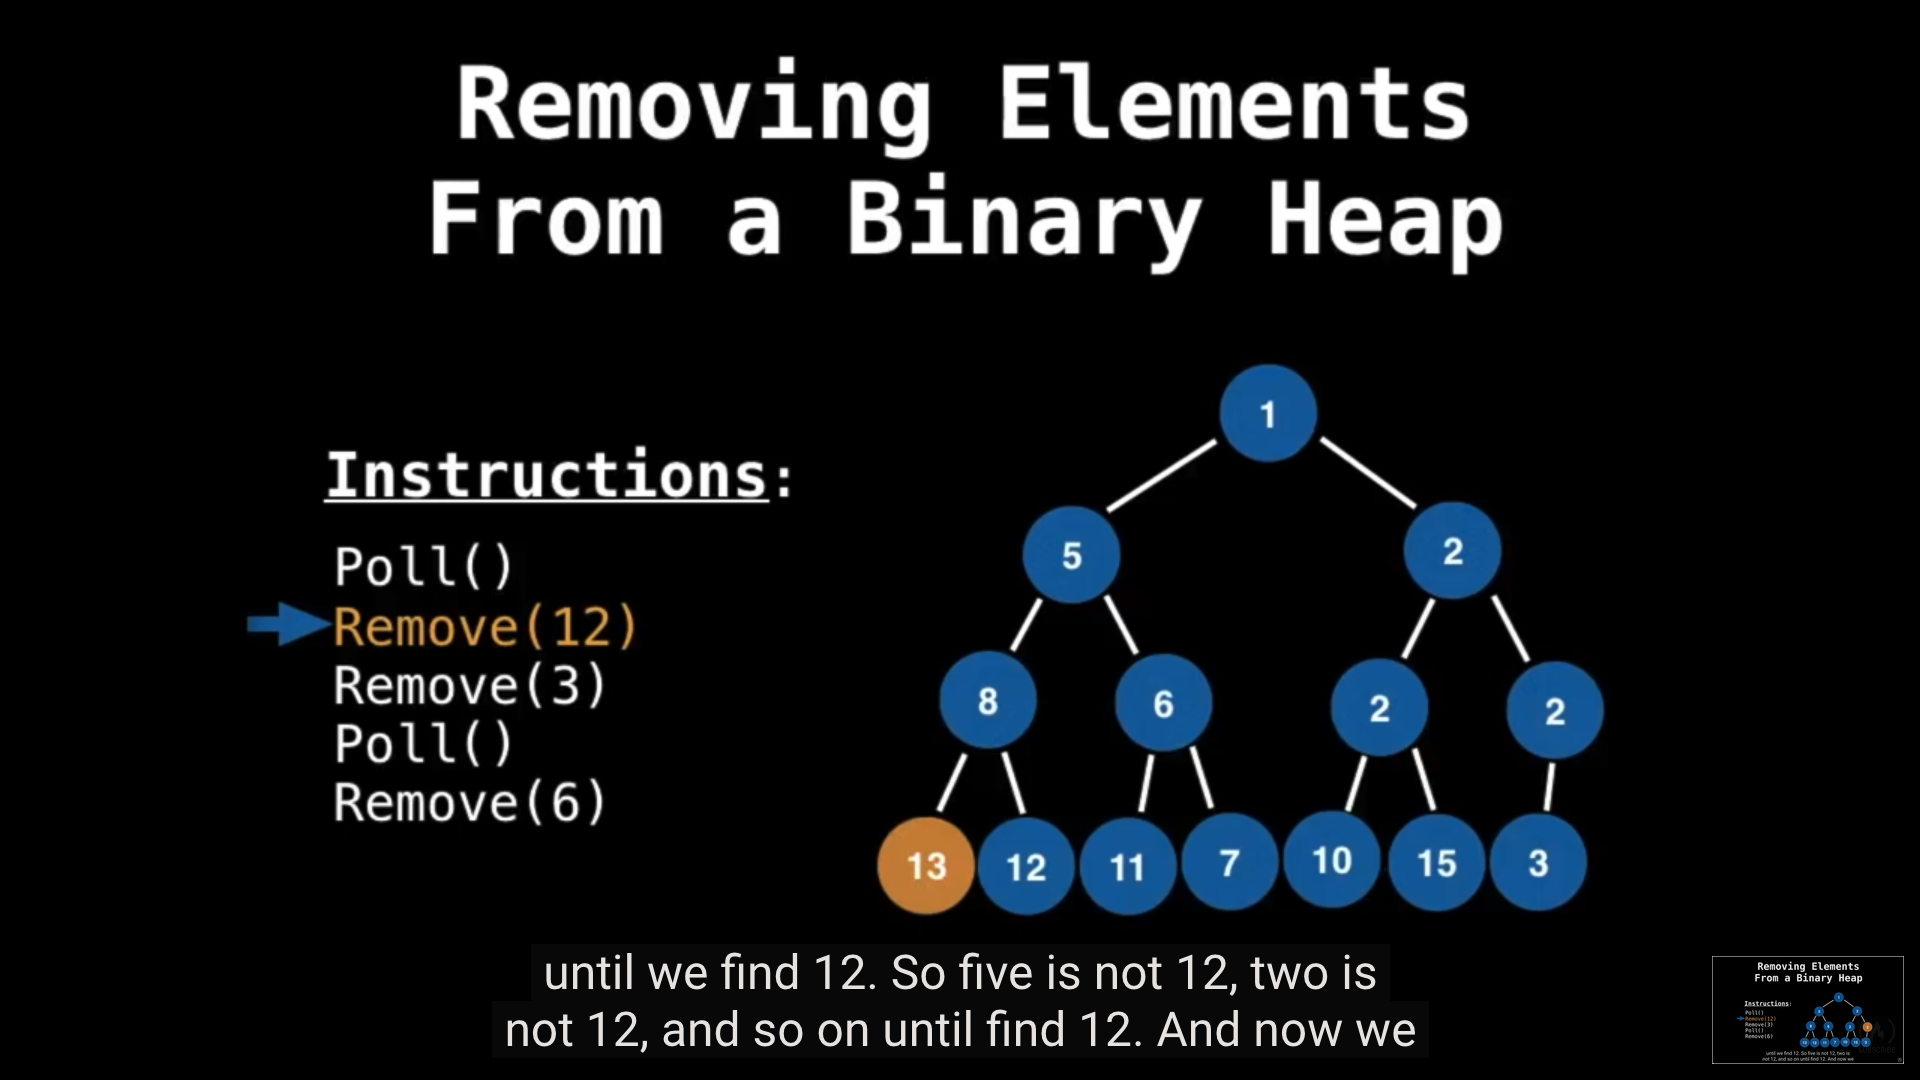 Removing Elements
From a Binary Heap
Instructions:
Poll()
Remove(12)
Remove(3)
Poll()
Remove(6)
1
5
2
8
6
2
2
13
12
11
7
10
15
3
until we find 12. So five is not 12, two is
not 12, and so on until find 12. And now we
Removing Elements
From a Binary Heap
Instructions:
Poll()
Remove(12)
Remove(3)
Poll()
Remove(6)
until we find 12. So five is not 12, two is
not 12, and so on until find 12. And now we